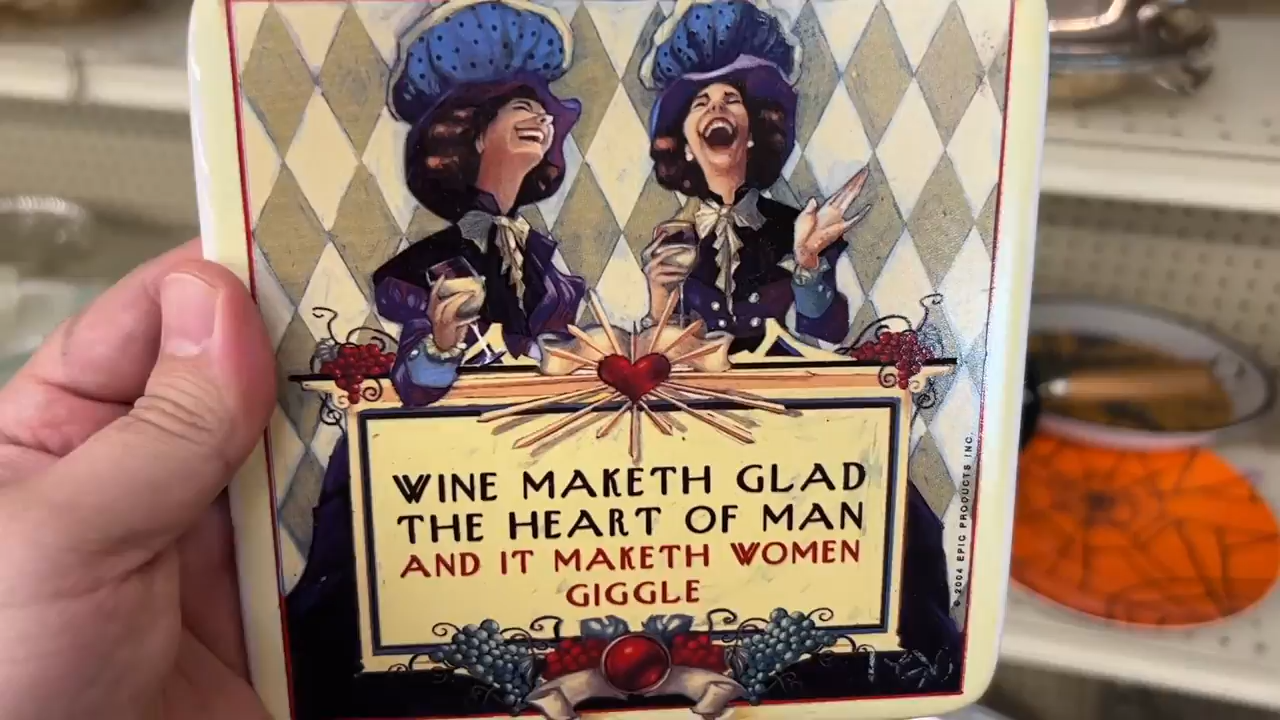 WINE MAKETH GLAD
THE HEART OF MAN
AND IT MAKETH WOMEN
GIGGLE
© 2004 EPIC PRODUCTS INC.